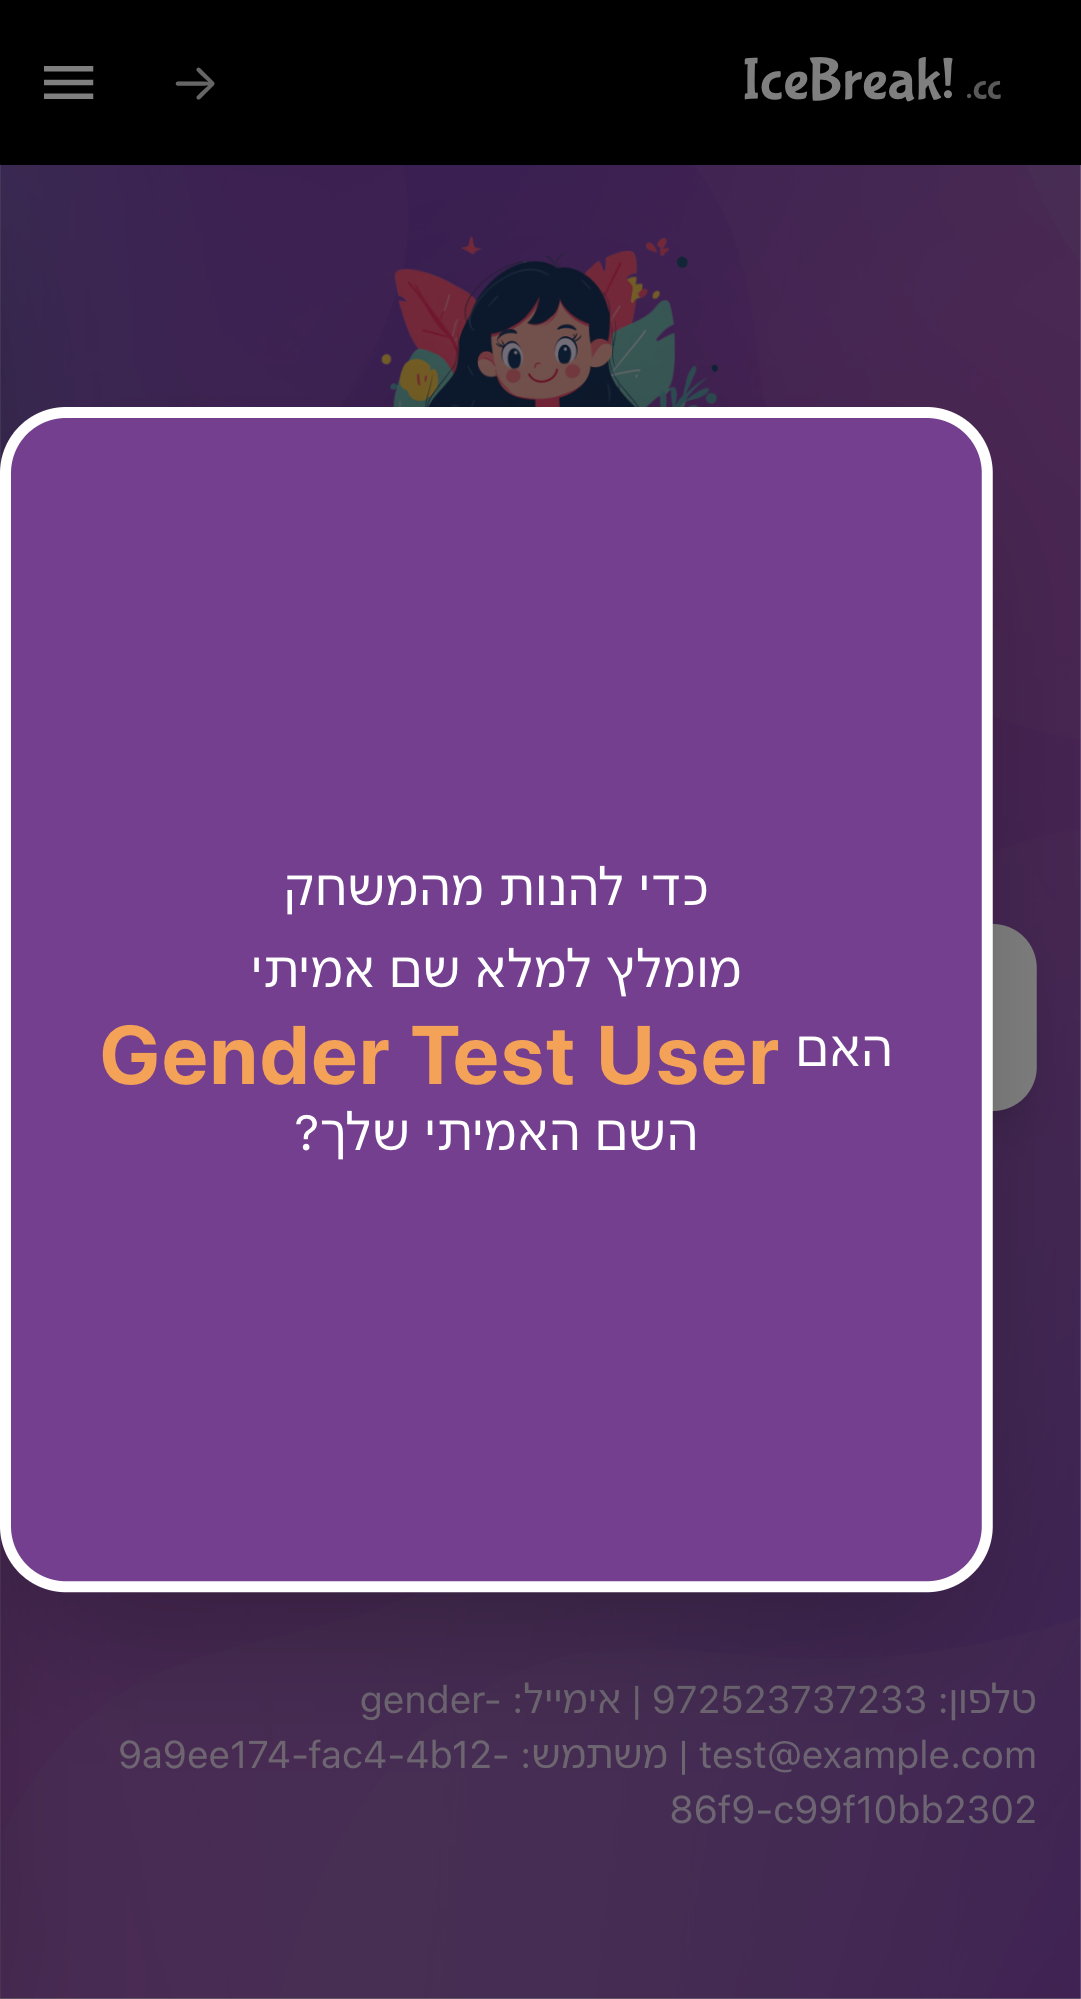 IceBreak! .cc
כדי להנות מהמשחק
מומלץ למלא שם אמיתי
האם Gender Test User
השם האמיתי שלך?
טלפון: 972523737233 | אימייל: gender-
test@example.com | משתמש: 9a9ee174-fac4-4b12-
86f9-c99f10bb2302